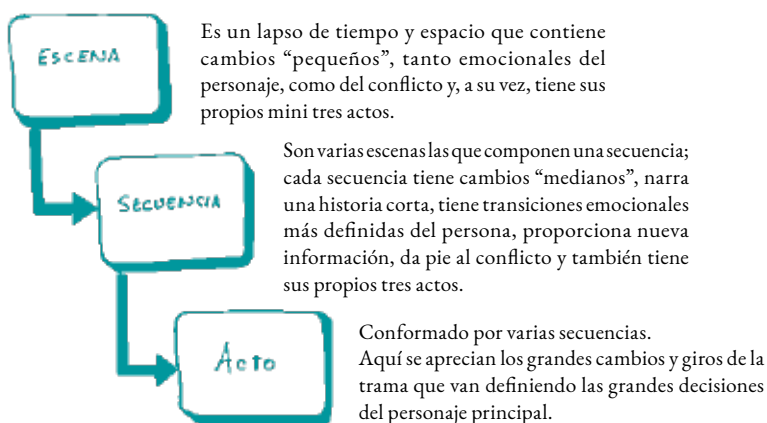 ESCENA
Es un lapso de tiempo y espacio que contiene
cambios “pequeños”, tanto emocionales del
personaje, como del conflicto y, a su vez, tiene sus
propios mini tres actos.
SECUENCIA
Son varias escenas las que componen una secuencia;
cada secuencia tiene cambios “medianos”, narra
una historia corta, tiene transiciones emocionales
más definidas del persona, proporciona nueva
información, da pie al conflicto y también tiene
sus propios tres actos.
Acto
Conformado por varias secuencias.
Aquí se aprecian los grandes cambios y giros de la
trama que van definiendo las grandes decisiones
del personaje principal.